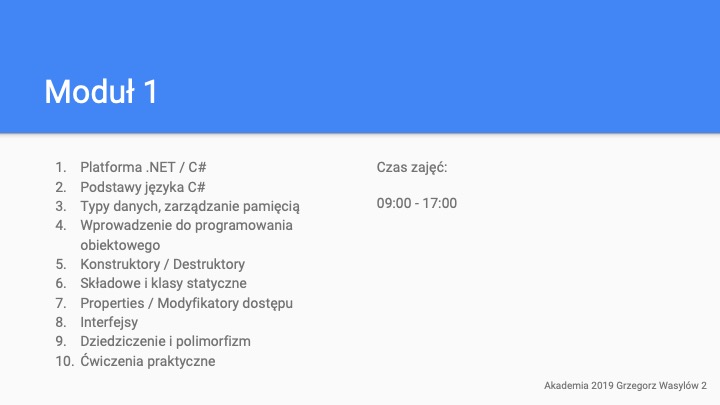 Moduł 1
1. Platforma .NET / C#
2. Podstawy języka C#
3. Typy danych, zarządzanie pamięcią
4. Wprowadzenie do programowania
obiektowego
5. Konstruktory / Destruktory
6. Składowe i klasy statyczne
7. Properties / Modyfikatory dostępu
8. Interfejsy
9. Dziedziczenie i polimorfizm
10. Ćwiczenia praktyczne
Czas zajęć:
09:00 - 17:00
Akademia 2019 Grzegorz Wasylów 2